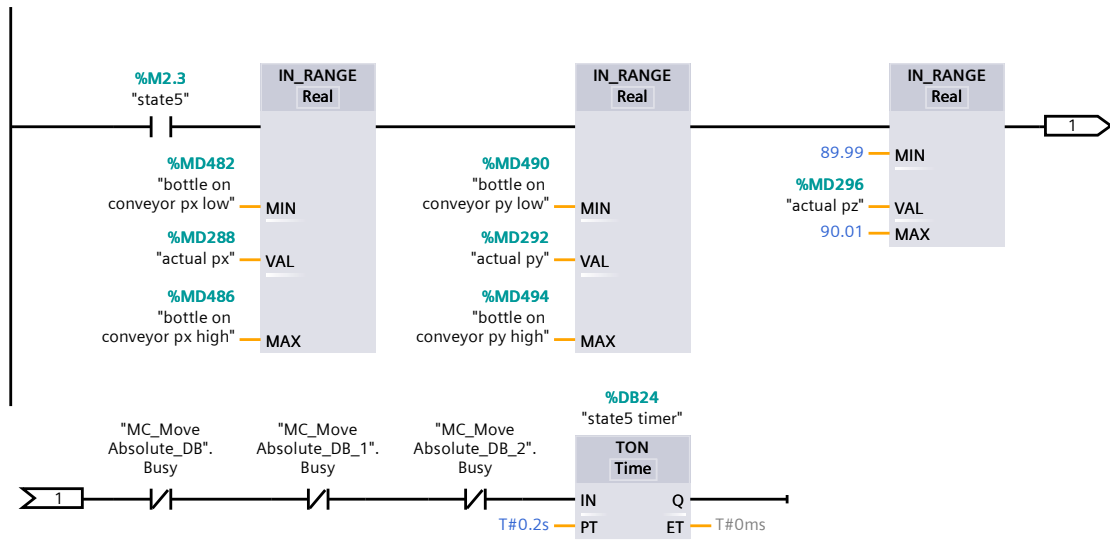 %M2.3
"state5"
IN_RANGE
Real
%MD482
"bottle on
conveyor px low"
MIN
%MD288
"actual px"
VAL
%MD486
"bottle on
conveyor px high"
MAX
IN_RANGE
Real
%MD490
"bottle on
conveyor py low"
MIN
%MD292
"actual py"
VAL
%MD494
"bottle on
conveyor py high"
MAX
IN_RANGE
Real
89.99
MIN
%MD296
"actual pz"
VAL
90.01
MAX
1
1
"MC_Move
Absolute_DB".
Busy
"MC_Move
Absolute_DB_1".
Busy
"MC_Move
Absolute_DB_2".
Busy
%DB24
"state5 timer"
TON
Time
IN
Q
T#0.2s
PT
ET
T#0ms